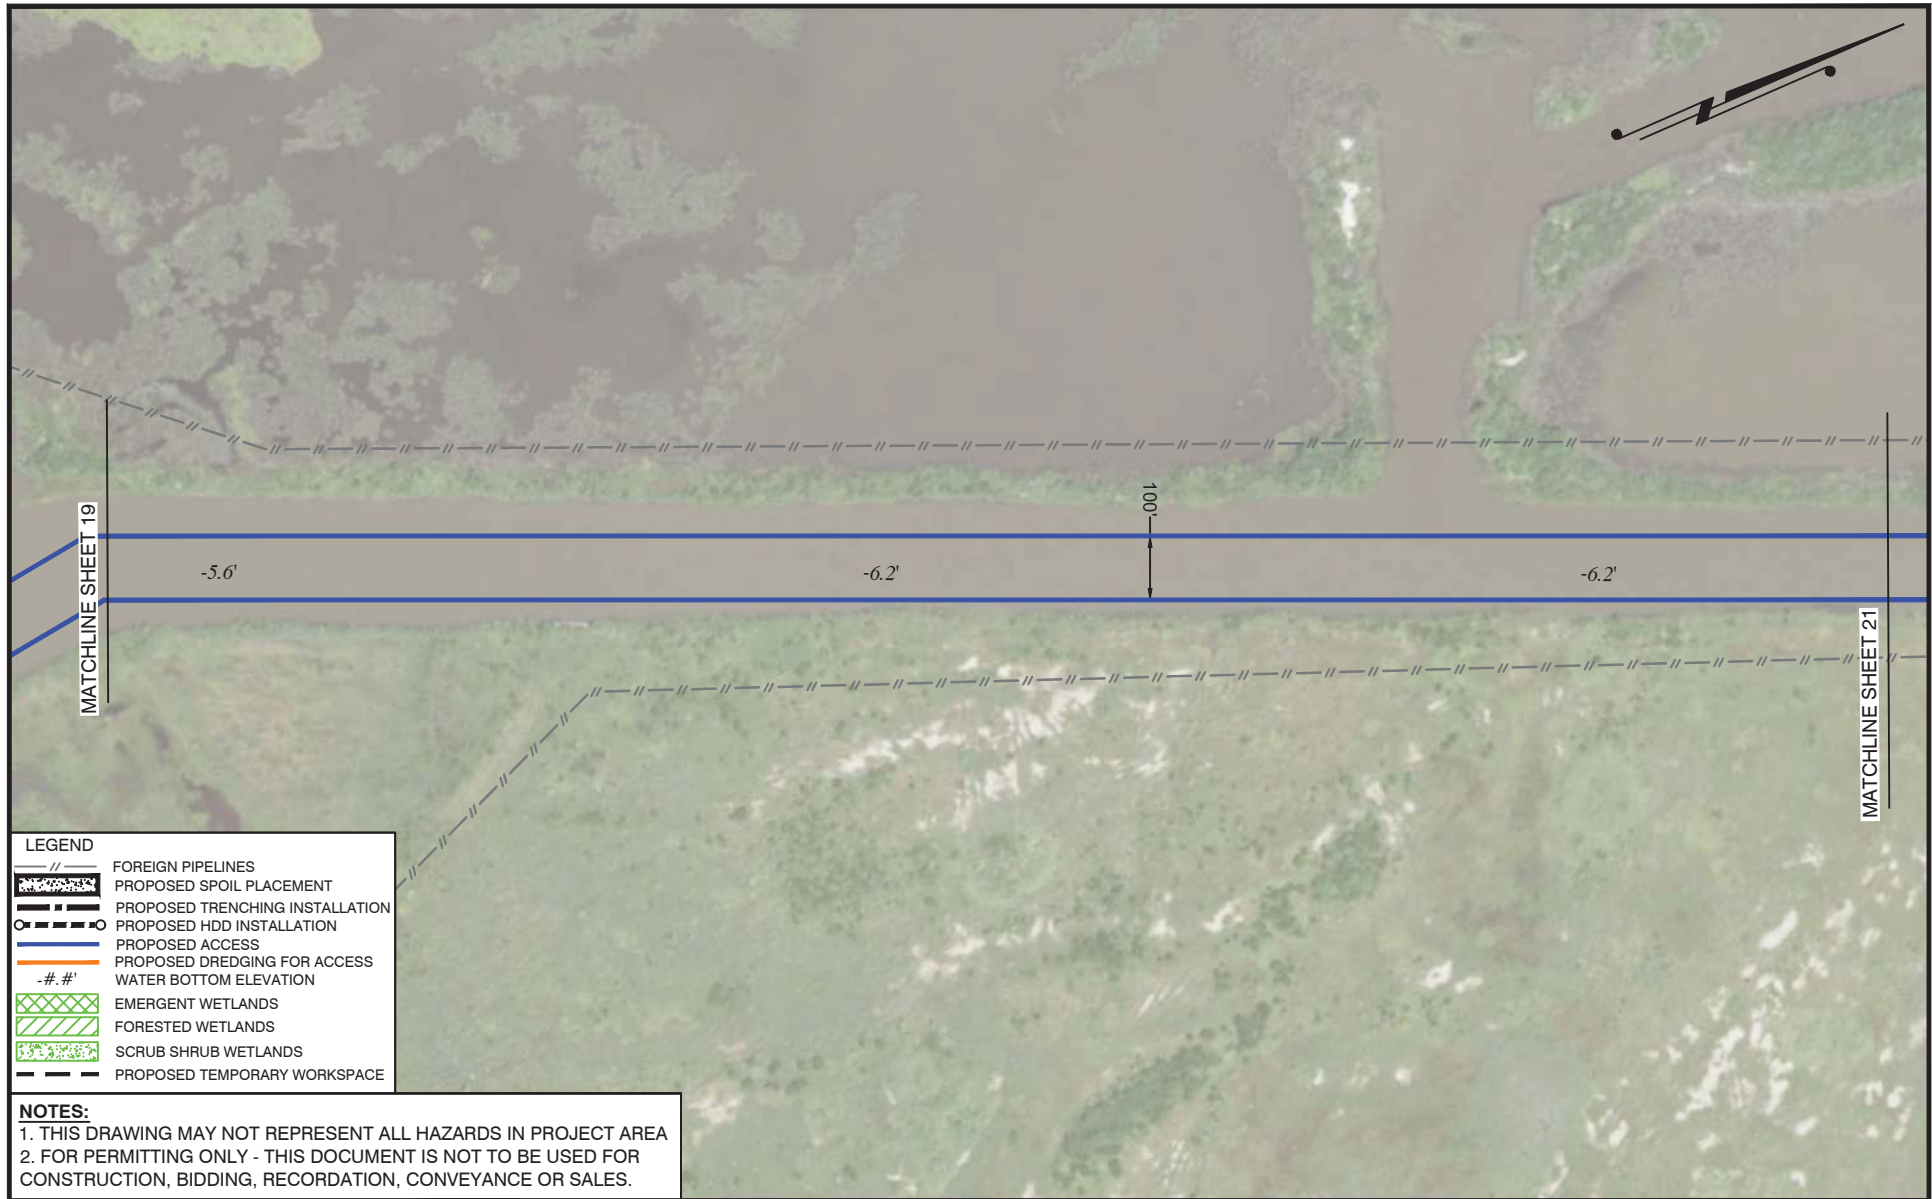 100'
MATCHLINE SHEET 19
-5.6'
-6.2'
-6.2'
MATCHLINE SHEET 21
LEGEND
FOREIGN PIPELINES
PROPOSED SPOIL PLACEMENT
PROPOSED TRENCHING INSTALLATION
PROPOSED HDD INSTALLATION
PROPOSED ACCESS
PROPOSED DREDGING FOR ACCESS
-#.#' WATER BOTTOM ELEVATION
EMERGENT WETLANDS
FORESTED WETLANDS
SCRUB SHRUB WETLANDS
PROPOSED TEMPORARY WORKSPACE
NOTES:
1. THIS DRAWING MAY NOT REPRESENT ALL HAZARDS IN PROJECT AREA
2. FOR PERMITTING ONLY - THIS DOCUMENT IS NOT TO BE USED FOR
CONSTRUCTION, BIDDING, RECORDATION, CONVEYANCE OR SALES.